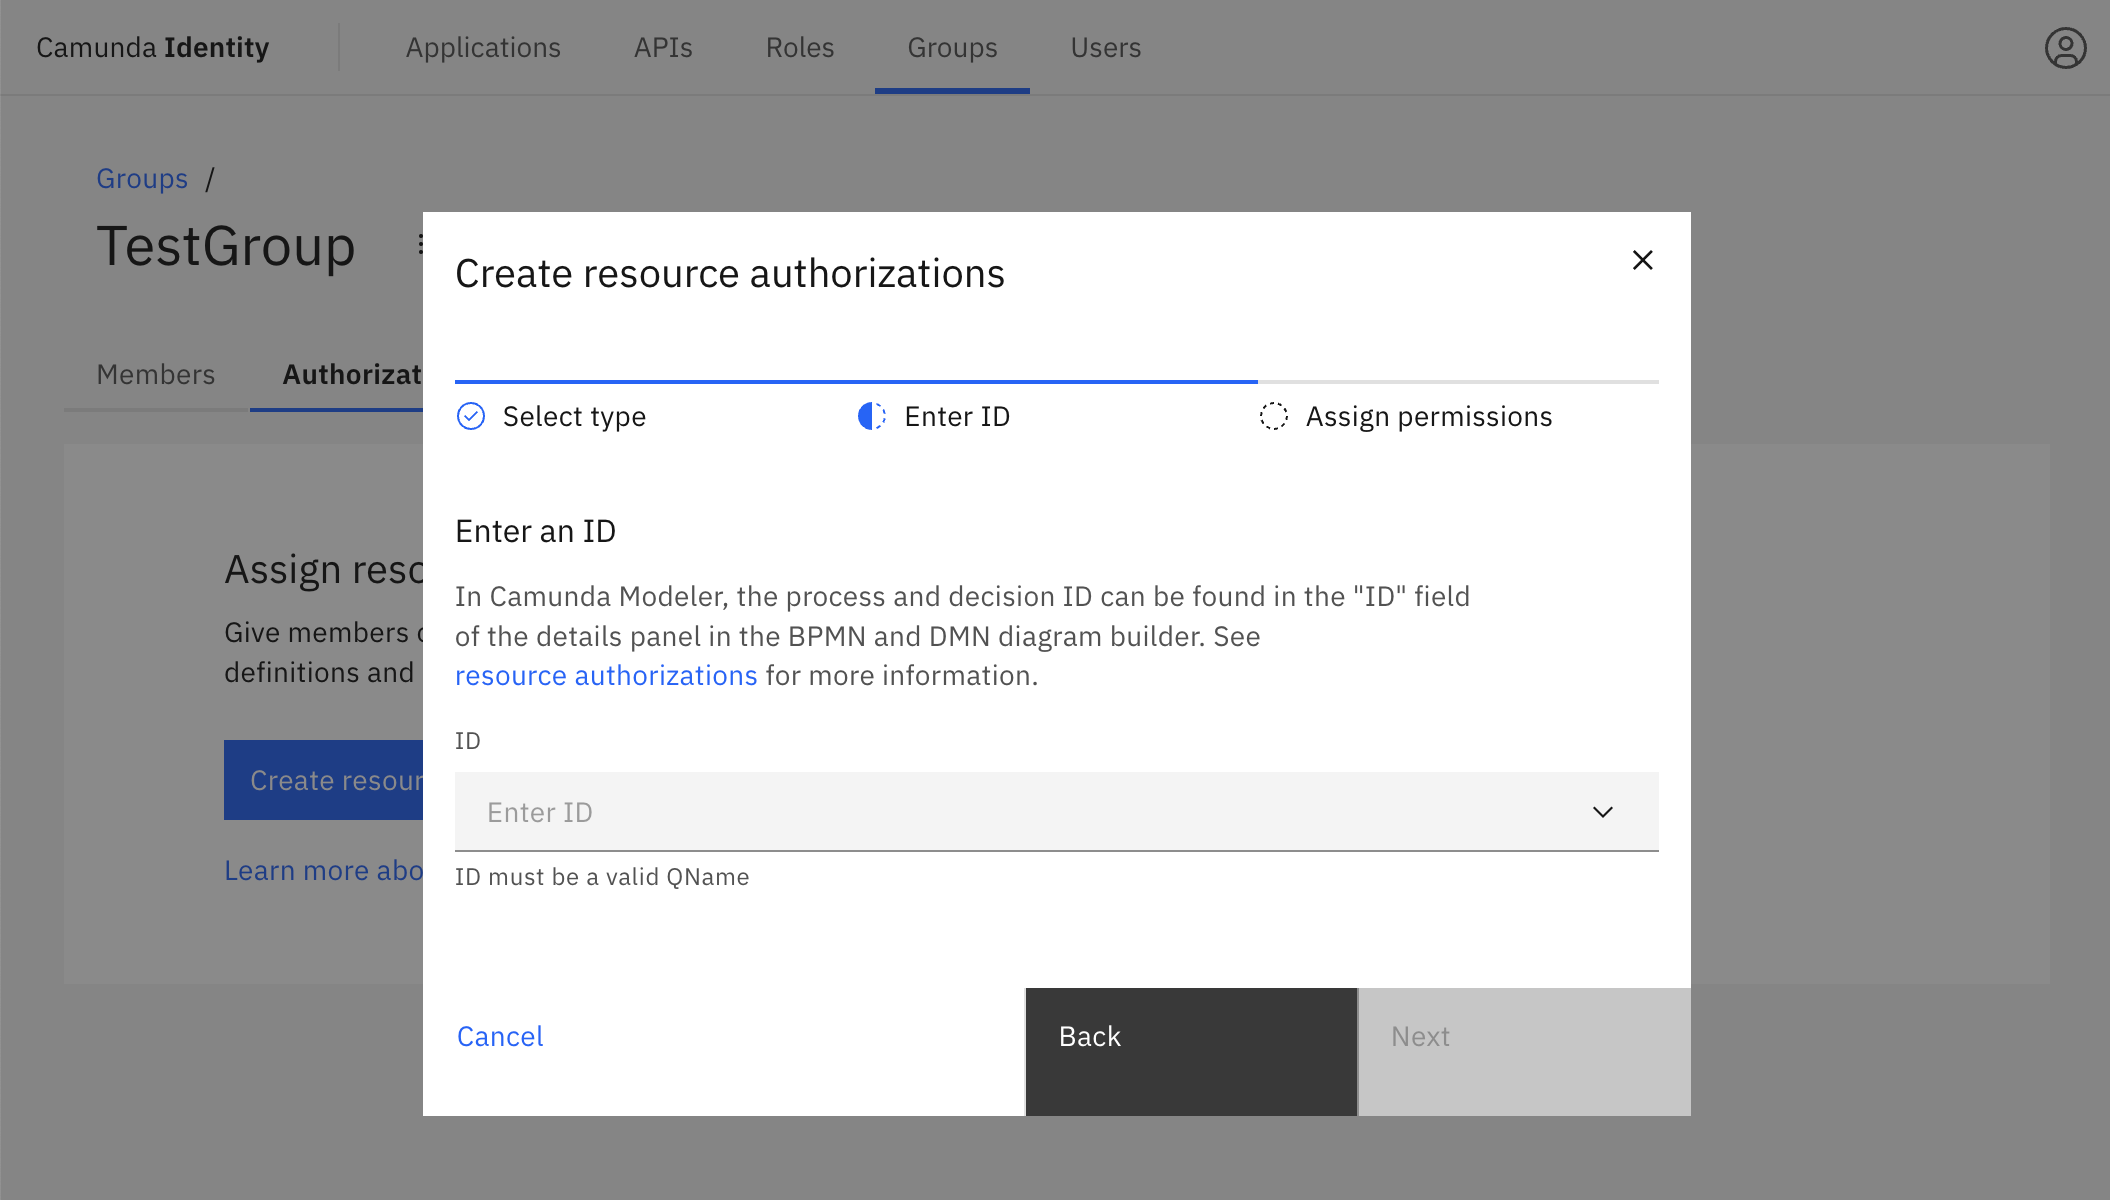 Camunda Identity
Applications
APIs
Roles
Groups
Users
Groups /
TestGroup
Members
Authorizat
Assign reso
Give members
definitions and
Create resour
Learn more abo
Create resource authorizations
Select type
Enter ID
Assign permissions
Enter an ID
In Camunda Modeler, the process and decision ID can be found in the "ID" field
of the details panel in the BPMN and DMN diagram builder. See
resource authorizations for more information.
ID
Enter ID
ID must be a valid QName
Cancel
Back
Next